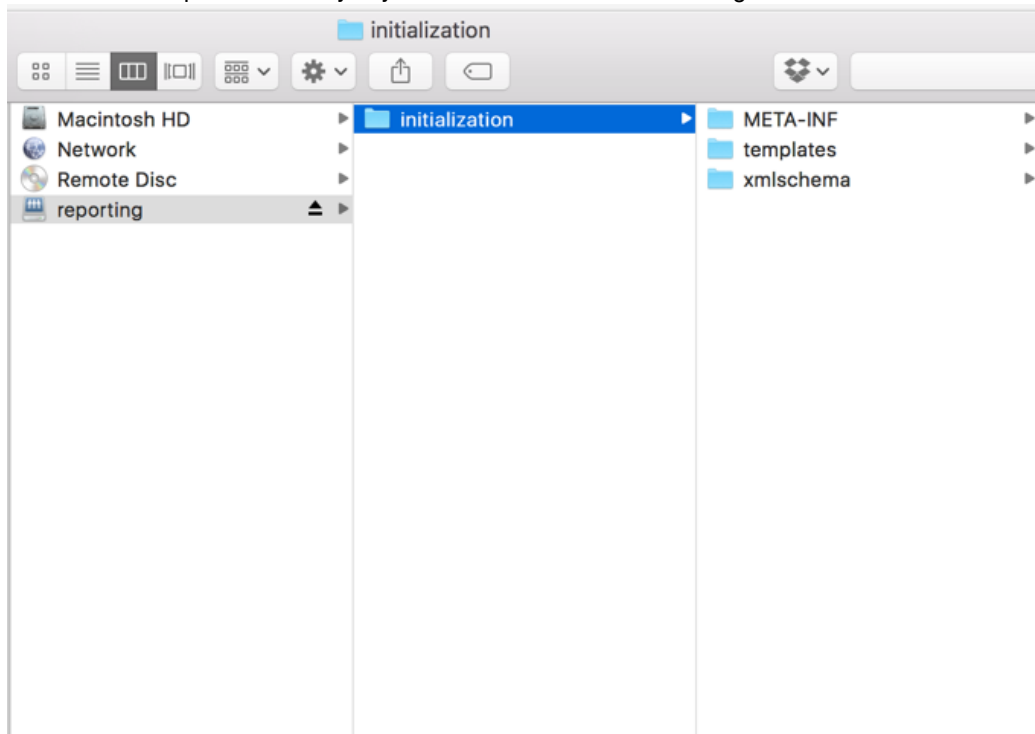 initialization
Macintosh HD
Network
Remote Disc
reporting
initialization
META-INF
templates
xmlschema